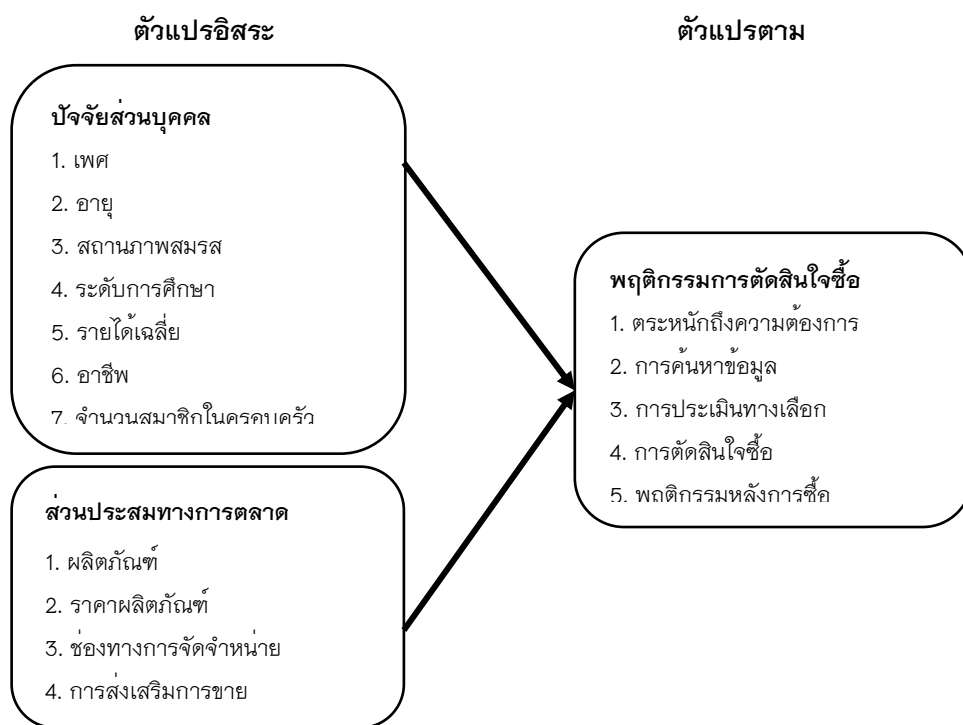 ตัวแปรอิสระ
ตัวแปรตาม
ปัจจัยส่วนบุคคล
1. เพศ
2. อายุ
3. สถานภาพสมรส
4. ระดับการศึกษา
5. รายได้เฉลี่ย
6. อาชีพ
7. จำนวนสมาชิกในครอบครัว
ส่วนประสมทางการตลาด
1. ผลิตภัณฑ์
2. ราคาผลิตภัณฑ์
3. ช่องทางการจัดจำหน่าย
4. การส่งเสริมการขาย
พฤติกรรมการตัดสินใจซื้อ
1. ตระหนักถึงความต้องการ
2. การค้นหาข้อมูล
3. การประเมินทางเลือก
4. การตัดสินใจซื้อ
5. พฤติกรรมหลังการซื้อ